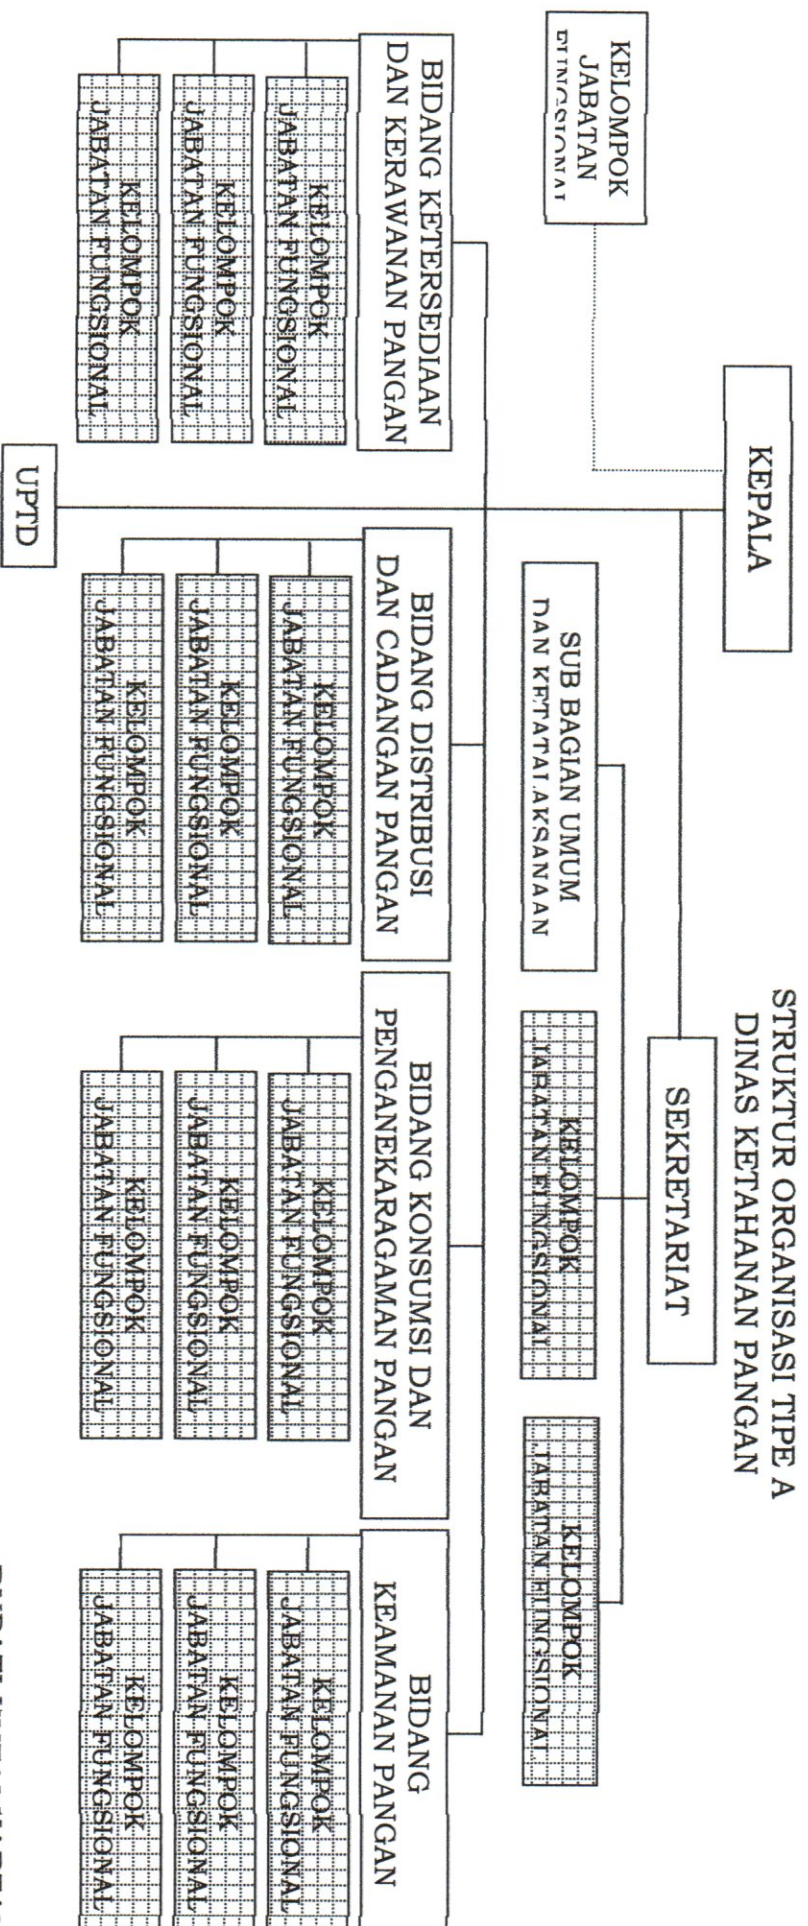 STRUKTUR ORGANISASI TIPE A
DINAS KETAHANAN PANGAN
KEPALA
KELOMPOK
JABATAN
FUNGSIONAL
SEKRETARIAT
SUB BAGIAN UMUM
DAN KETATALAKSANAAN
KELOMPOK
JABATAN FUNGSIONAL
KELOMPOK
JABATAN FUNGSIONAL
BIDANG KETERSEDIAAN
DAN KERAWANAN PANGAN
KELOMPOK
JABATAN FUNGSIONAL
KELOMPOK
JABATAN FUNGSIONAL
KELOMPOK
JABATAN FUNGSIONAL
BIDANG DISTRIBUSI
DAN CADANGAN PANGAN
KELOMPOK
JABATAN FUNGSIONAL
KELOMPOK
JABATAN FUNGSIONAL
KELOMPOK
JABATAN FUNGSIONAL
BIDANG KONSUMSI DAN
PENGANEKARAGAMAN PANGAN
KELOMPOK
JABATAN FUNGSIONAL
KELOMPOK
JABATAN FUNGSIONAL
KELOMPOK
JABATAN FUNGSIONAL
BIDANG
KEAMANAN PANGAN
KELOMPOK
JABATAN FUNGSIONAL
KELOMPOK
JABATAN FUNGSIONAL
KELOMPOK
JABATAN FUNGSIONAL
UPTD